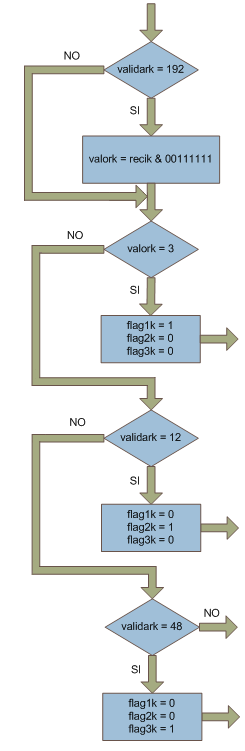 validark = 192
NO
SI
valork = recik & 00111111
valork = 3
NO
SI
flag1k = 1
flag2k = 0
flag3k = 0
validark = 12
NO
SI
flag1k = 0
flag2k = 1
flag3k = 0
validark = 48
NO
SI
flag1k = 0
flag2k = 0
flag3k = 1